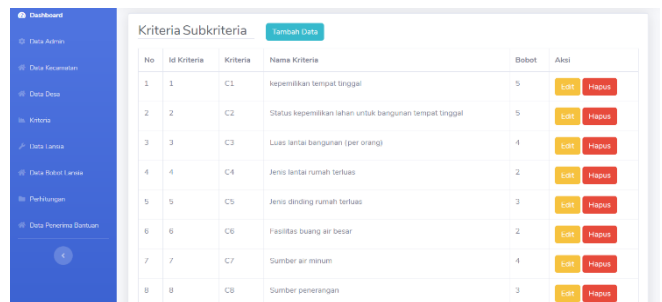 Dashboard
Data Admin
Data Kecamatan
Data Desa
Kriteria
Data Lansia
Data Bobot Lansia
Perhitungan
Data Penerima Bantuan
Kriteria Subkriteria Tambah Data
No Id Kriteria Kriteria Nama Kriteria Bobot Aksi
1 1 C1 kepemilikan tempat tinggal 5 Edit Hapus
2 2 C2 Status kepemilikan lahan untuk bangunan tempat tinggal 5 Edit Hapus
3 3 C3 Luas lantai bangunan (per orang) 4 Edit Hapus
4 4 C4 Jenis lantai rumah terluas 2 Edit Hapus
5 5 C5 Jenis dinding rumah terluas 3 Edit Hapus
6 6 C6 Fasilitas buang air besar 2 Edit Hapus
7 7 C7 Sumber air minum 4 Edit Hapus
8 8 C8 Sumber penerangan 3 Edit Hapus